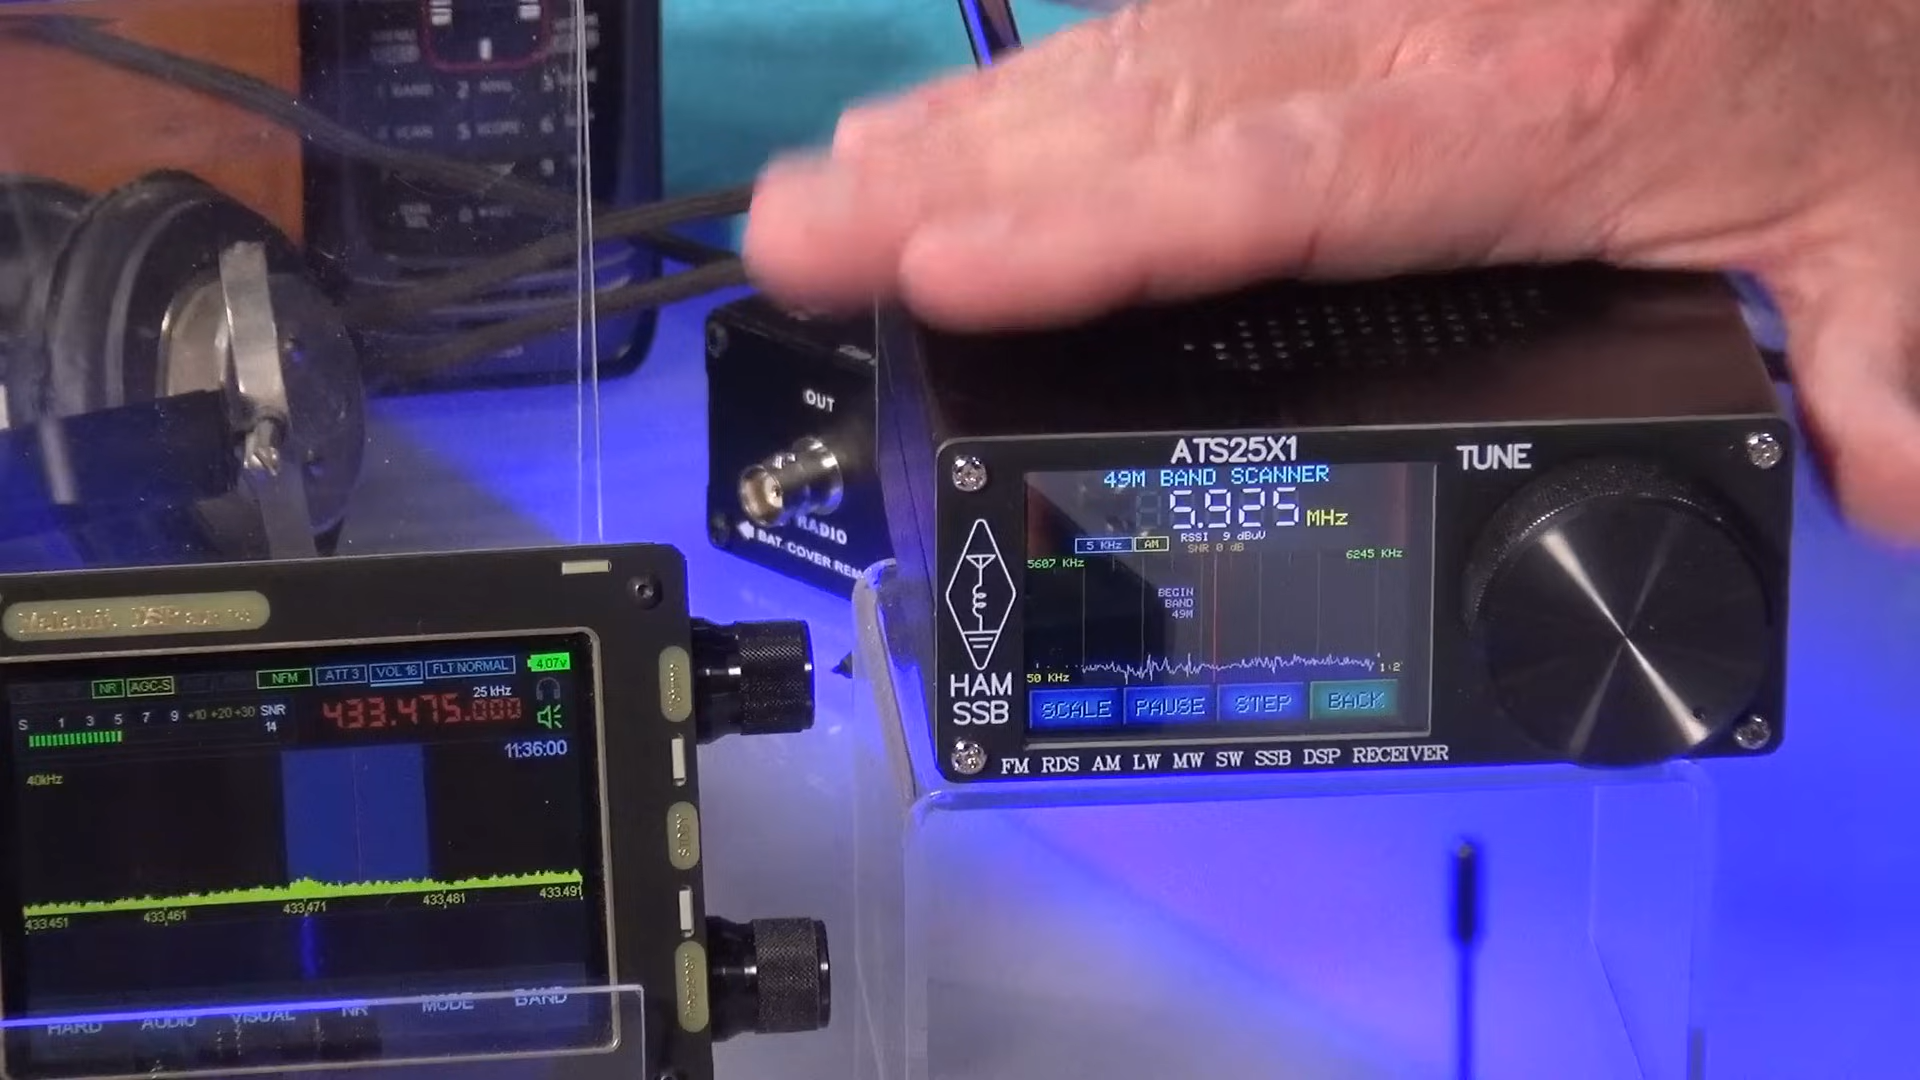 OUT
RADIO
BAT. COVER
ATS25X1
TUNE
49M BAND SCANNER
5.925 MHz
5 KHz AM RSSI 9 dBuV
SNR 0 dB
5607 KHz
6245 KHz
BEGIN
BAND
49M
50 KHz
SCALE PAUSE STEP BACK
HAM
SSB
FM RDS AM LW MW SW SSB DSP RECEIVER
NR AGC-S NFM ATT 3 VOL 16 FLT NORMAL 4.07v
S 1 3 5 7 9 +10 +20 +30 SNR
14
25 kHz
433.475.000
11:36:00
40kHz
433.451 433.461 433.471 433.481 433.491
HARD AUDIO VISUAL NR MODE BAND